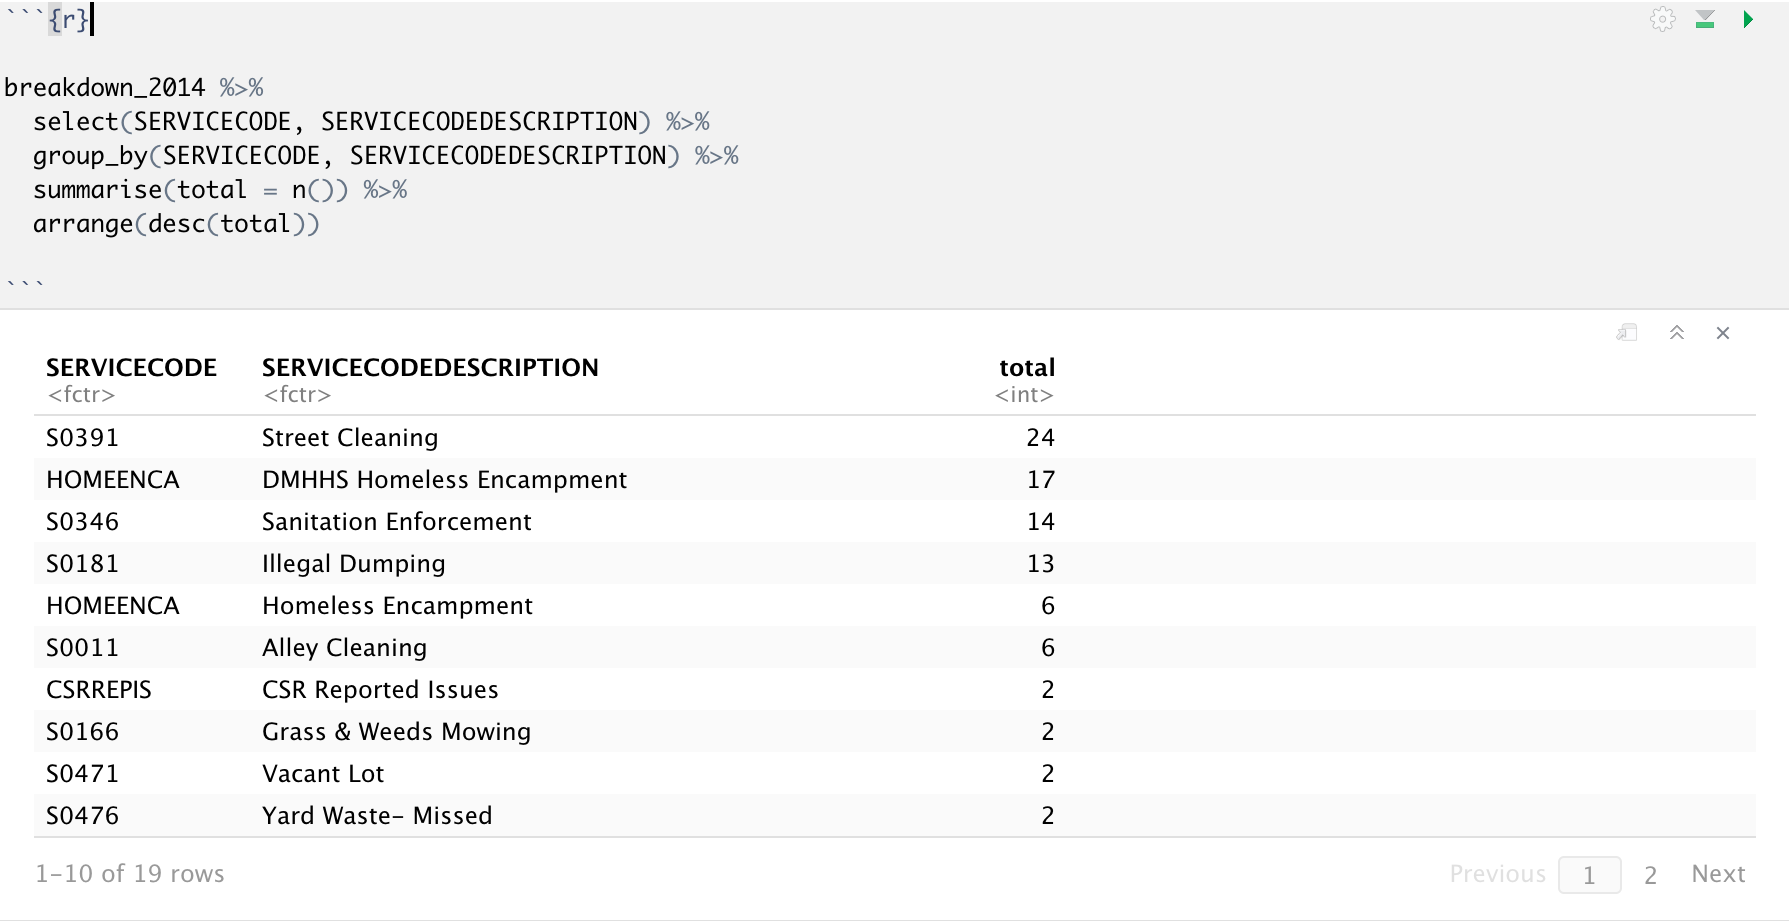 ```{r}
breakdown_2014 %>%
select(SERVICECODE, SERVICECODEDESCRIPTION) %>%
group_by(SERVICECODE, SERVICECODEDESCRIPTION) %>%
summarise(total = n()) %>%
arrange(desc(total))
```
SERVICECODE SERVICECODEDESCRIPTION total
<fctr> <fctr> <int>
S0391 Street Cleaning 24
HOMEENCA DMHHS Homeless Encampment 17
S0346 Sanitation Enforcement 14
S0181 Illegal Dumping 13
HOMEENCA Homeless Encampment 6
S0011 Alley Cleaning 6
CSRREPIS CSR Reported Issues 2
S0166 Grass & Weeds Mowing 2
S0471 Vacant Lot 2
S0476 Yard Waste- Missed 2
1-10 of 19 rows Previous 1 2 Next